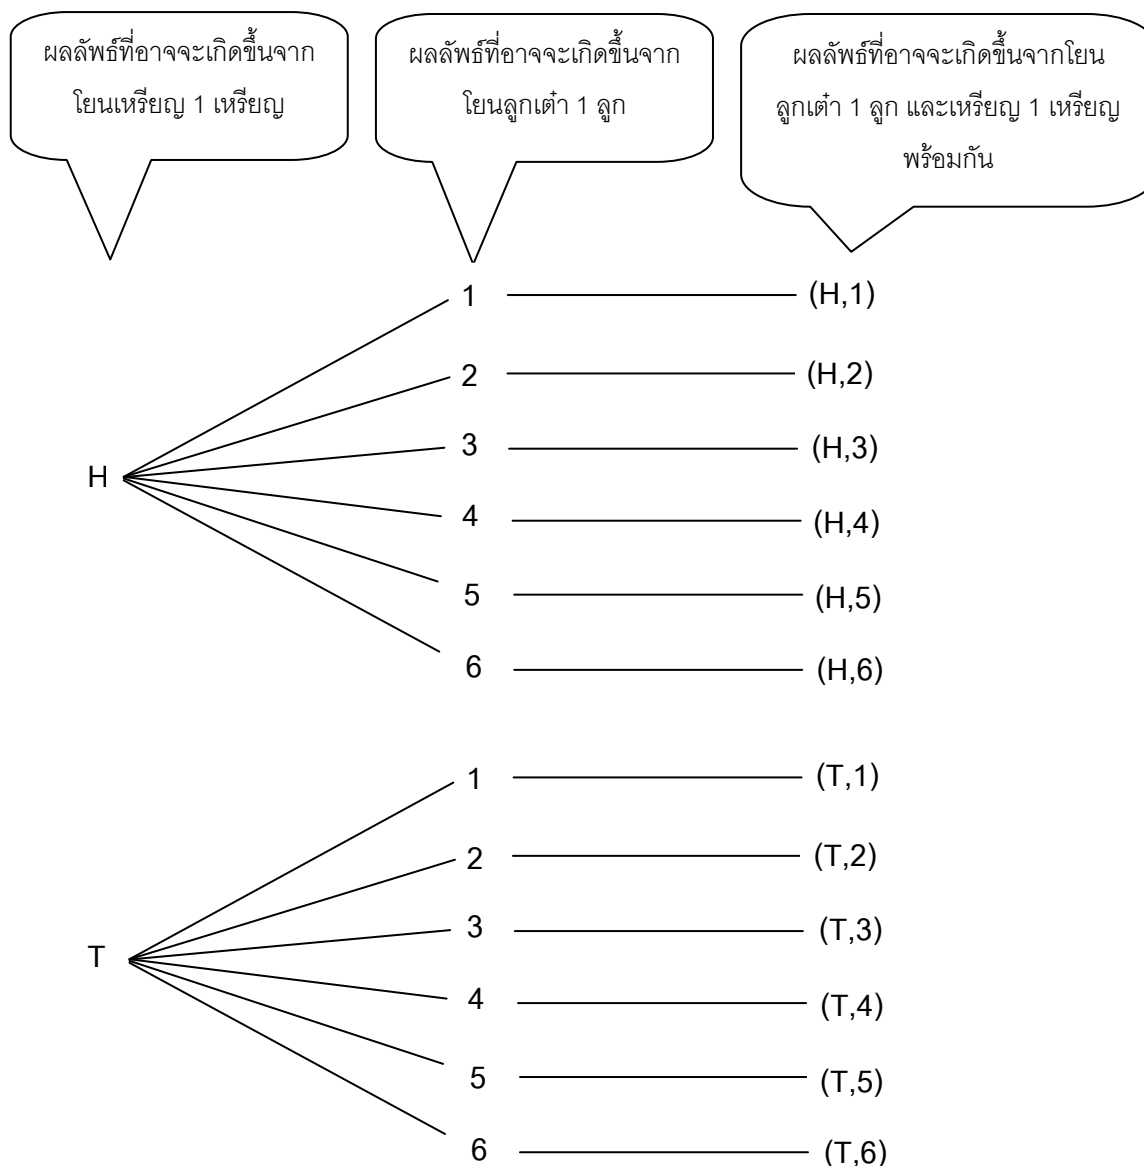 ผลลัพธ์ที่อาจจะเกิดขึ้นจาก
โยนเหรียญ 1 เหรียญ
ผลลัพธ์ที่อาจจะเกิดขึ้นจาก
โยนลูกเต๋า 1 ลูก
ผลลัพธ์ที่อาจจะเกิดขึ้นจากโยน
ลูกเต๋า 1 ลูก และเหรียญ 1 เหรียญ
พร้อมกัน
1 (H,1)
2 (H,2)
3 (H,3)
H
4 (H,4)
5 (H,5)
6 (H,6)
1 (T,1)
2 (T,2)
3 (T,3)
T
4 (T,4)
5 (T,5)
6 (T,6)